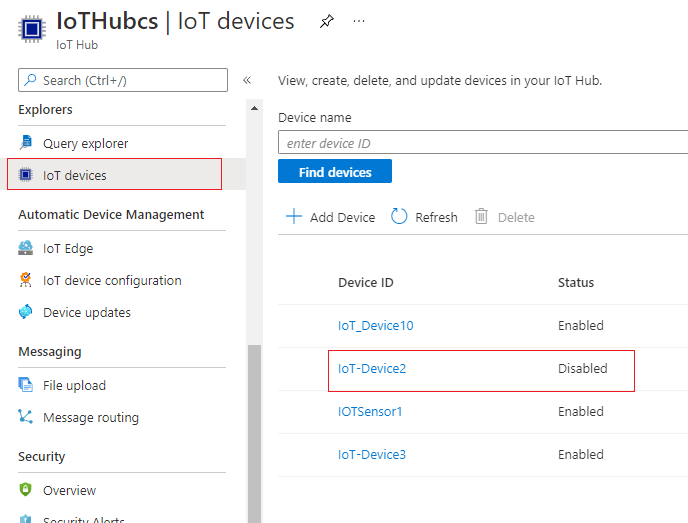 IoTHubcs | IoT devices
IoT Hub
Search (Ctrl+/)
Explorers
Query explorer
IoT devices
Automatic Device Management
IoT Edge
IoT device configuration
Device updates
Messaging
File upload
Message routing
Security
Overview
Security Alerts
View, create, delete, and update devices in your IoT Hub.
Device name
enter device ID
Find devices
Add Device Refresh Delete
Device ID Status
IoT_Device10 Enabled
IoT-Device2 Disabled
IOTSensor1 Enabled
IoT-Device3 Enabled